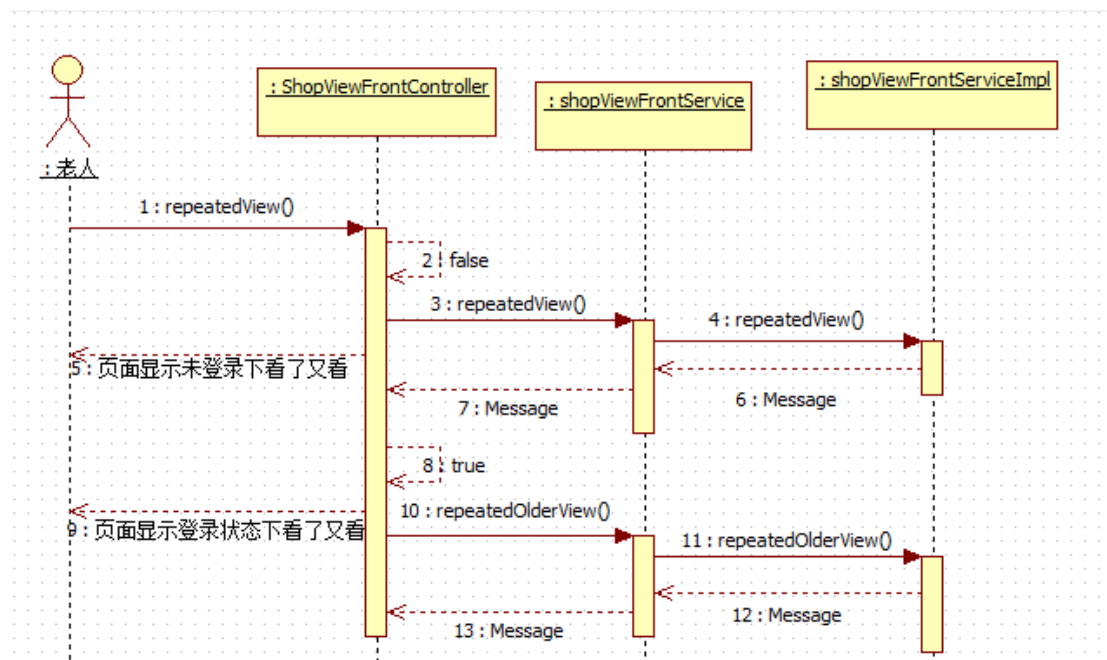 : ShopViewFrontController
: shopViewFrontService
: shopViewFrontServiceImpl
: 老人
1 : repeatedView()
2 : false
3 : repeatedView()
4 : repeatedView()
5 : 页面显示未登录下看了又看
6 : Message
7 : Message
8 : true
9 : 页面显示登录状态下看了又看
10 : repeatedOlderView()
11 : repeatedOlderView()
12 : Message
13 : Message